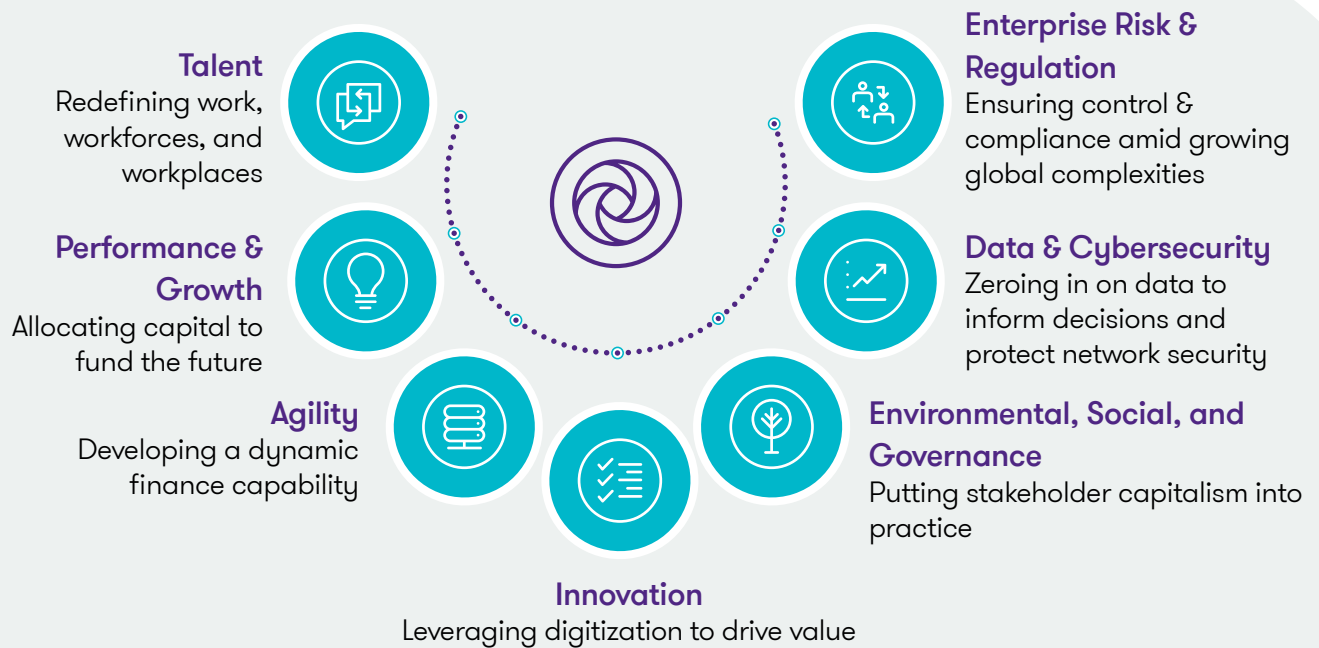 Talent
Redefining work,
workforces, and
workplaces
Performance &
Growth
Allocating capital to
fund the future
Agility
Developing a dynamic
finance capability
Innovation
Leveraging digitization to drive value
Environmental, Social, and
Governance
Putting stakeholder capitalism into
practice
Data & Cybersecurity
Zeroing in on data to
inform decisions and
protect network security
Enterprise Risk &
Regulation
Ensuring control &
compliance amid growing
global complexities